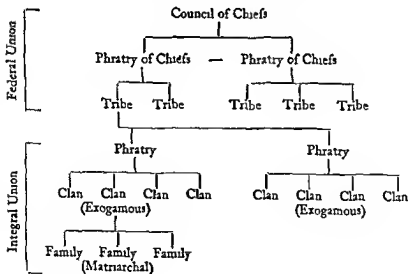 Council of Chiefs
Federal Union
Phratry of Chiefs — Phratry of Chiefs
Tribe Tribe Tribe Tribe Tribe
Integral Union
Phratry Phratry
Clan Clan Clan Clan Clan Clan Clan Clan
(Exogamous) (Exogamous)
Family Family Family
(Matriarchal)